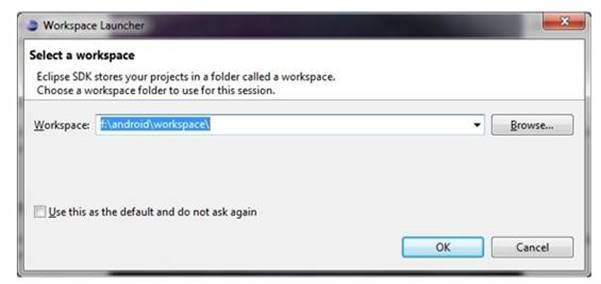 Workspace Launcher
Select a workspace
Eclipse SDK stores your projects in a folder called a workspace.
Choose a workspace folder to use for this session.
Workspace: f:\android\workspace\ Browse...
Use this as the default and do not ask again
OK Cancel